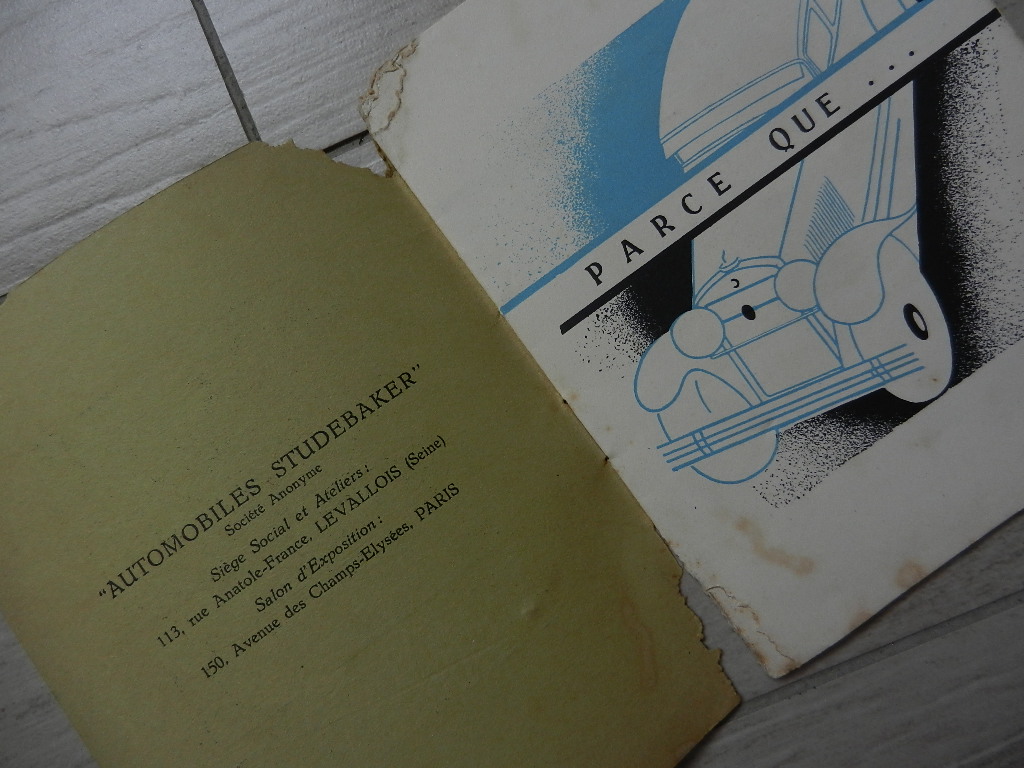 "AUTOMOBILES STUDEBAKER"
Société Anonyme
Siège Social et Ateliers:
113, rue Anatole-France, LEVALLOIS (Seine)
Salon d'Exposition:
150, Avenue des Champs-Elysées, PARIS
PARCE QUE ...